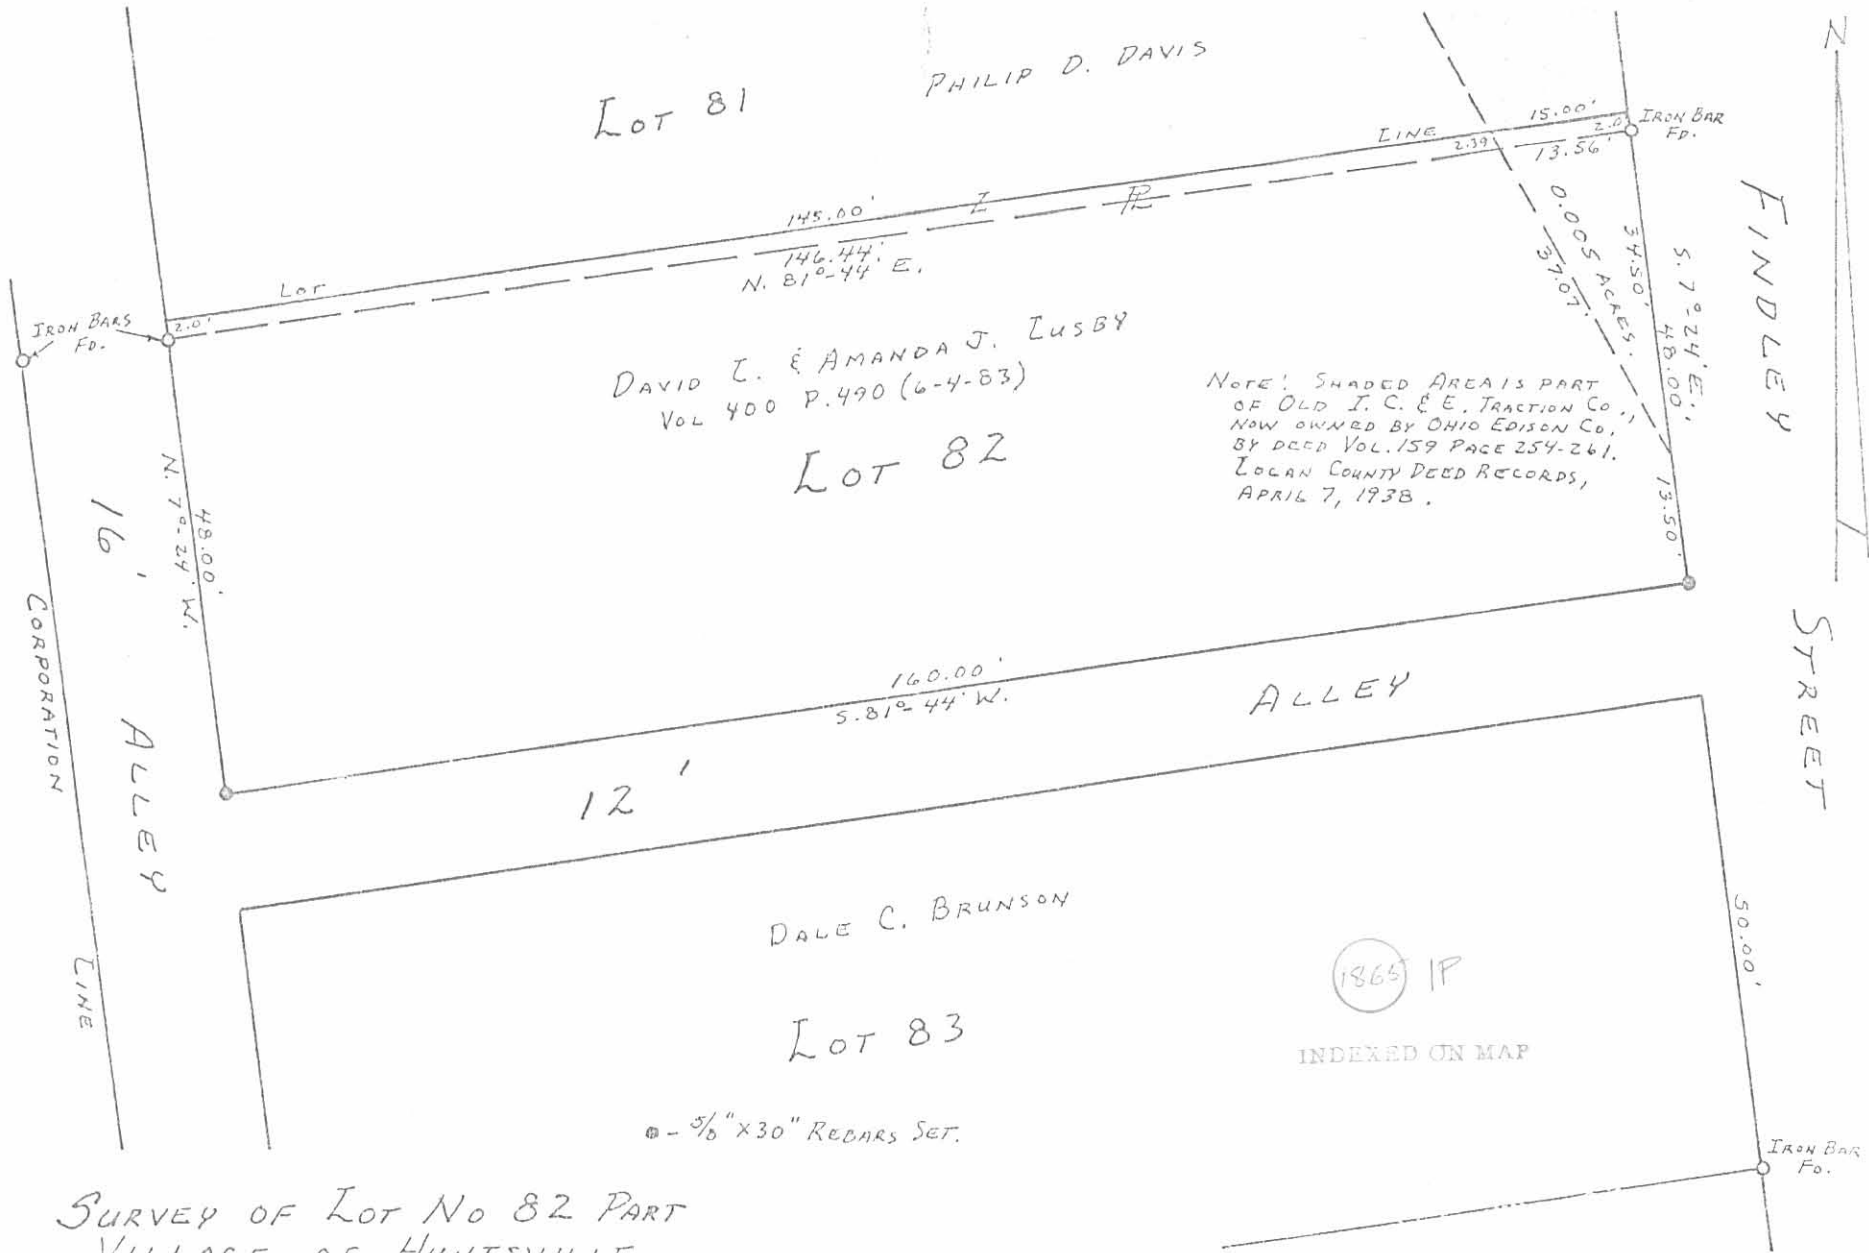 N
PHILIP D. DAVIS
LOT 81
15.00'
IRON BAR
FD.
LINE
2.0'
2.39
13.56'
145.00'
146.44'
N. 81°-44' E.
LOT
2.0'
IRON BARS
FD.
DAVID L. & AMANDA J. LUSBY
VOL 400 P.490 (6-4-83)
LOT 82
0.005 ACRES.
37.07'
34.50'
S. 7°-24' E.
48.00'
13.50'
NOTE: SHADED AREA IS PART
OF OLD I. C. & E. TRACTION CO.,
NOW OWNED BY OHIO EDISON CO.
BY DEED VOL. 159 PAGE 254-261.
LOGAN COUNTY DEED RECORDS,
APRIL 7, 1938.
FINDLEY
STREET
48.00'
N. 7°-24' W.
16' ALLEY
CORPORATION
LINE
160.00'
S. 81°-44' W.
12' ALLEY
DALE C. BRUNSON
LOT 83
50.00'
1865 1P
INDEXED ON MAP
- 5/8" X 30" REBARS SET.
IRON BAR
FD.
SURVEY OF LOT NO 82 PART
VILLAGE OF HUNTSVILLE